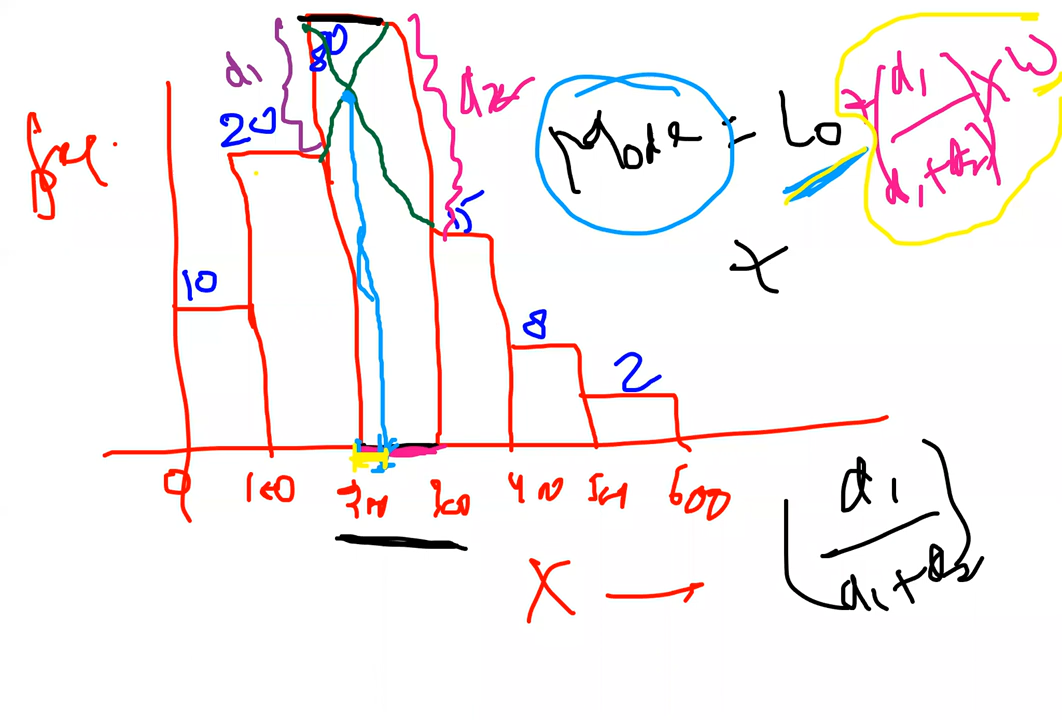 80
d1
d2
20
freq.
Mode = Lo + (d1 / d1+d2) x W
15
10
x
8
2
0 100 200 300 400 500 600
(d1 / d1+d2)
X →